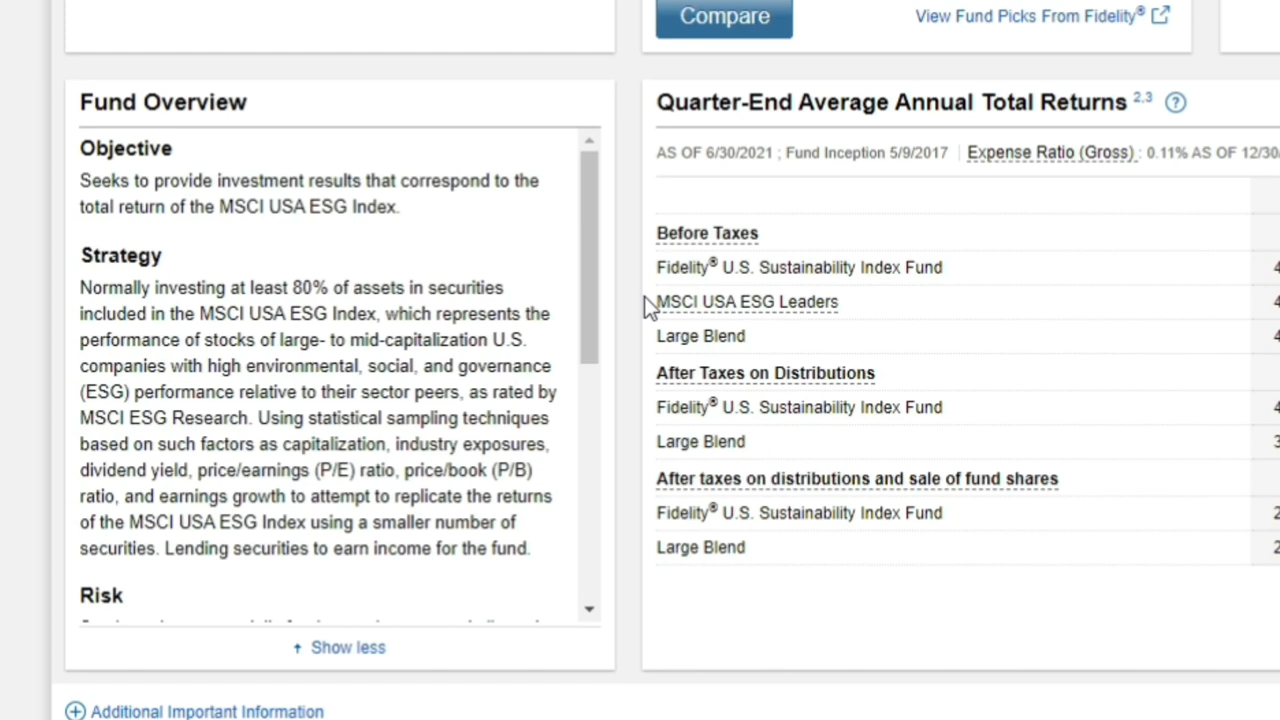 Compare
View Fund Picks From Fidelity®
Fund Overview
Objective
Seeks to provide investment results that correspond to the
total return of the MSCI USA ESG Index.
Strategy
Normally investing at least 80% of assets in securities
included in the MSCI USA ESG Index, which represents the
performance of stocks of large- to mid-capitalization U.S.
companies with high environmental, social, and governance
(ESG) performance relative to their sector peers, as rated by
MSCI ESG Research. Using statistical sampling techniques
based on such factors as capitalization, industry exposures,
dividend yield, price/earnings (P/E) ratio, price/book (P/B)
ratio, and earnings growth to attempt to replicate the returns
of the MSCI USA ESG Index using a smaller number of
securities. Lending securities to earn income for the fund.
Risk
Show less
Quarter-End Average Annual Total Returns 2,3
AS OF 6/30/2021 ; Fund Inception 5/9/2017 | Expense Ratio (Gross) : 0.11% AS OF 12/30/
Before Taxes
Fidelity® U.S. Sustainability Index Fund 4
MSCI USA ESG Leaders 4
Large Blend 4
After Taxes on Distributions
Fidelity® U.S. Sustainability Index Fund 4
Large Blend 3
After taxes on distributions and sale of fund shares
Fidelity® U.S. Sustainability Index Fund 2
Large Blend 2
Additional Important Information